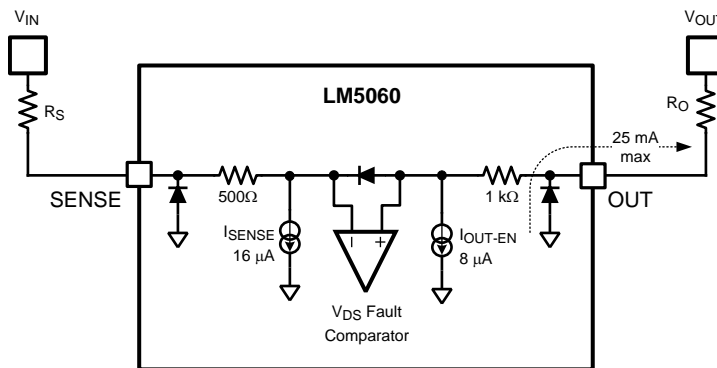 VIN
VOUT
LM5060
RS
RO
25 mA
max
SENSE
OUT
500Ω
1 kΩ
ISENSE
16 μA
IOUT-EN
8 μA
− +
VDS Fault
Comparator